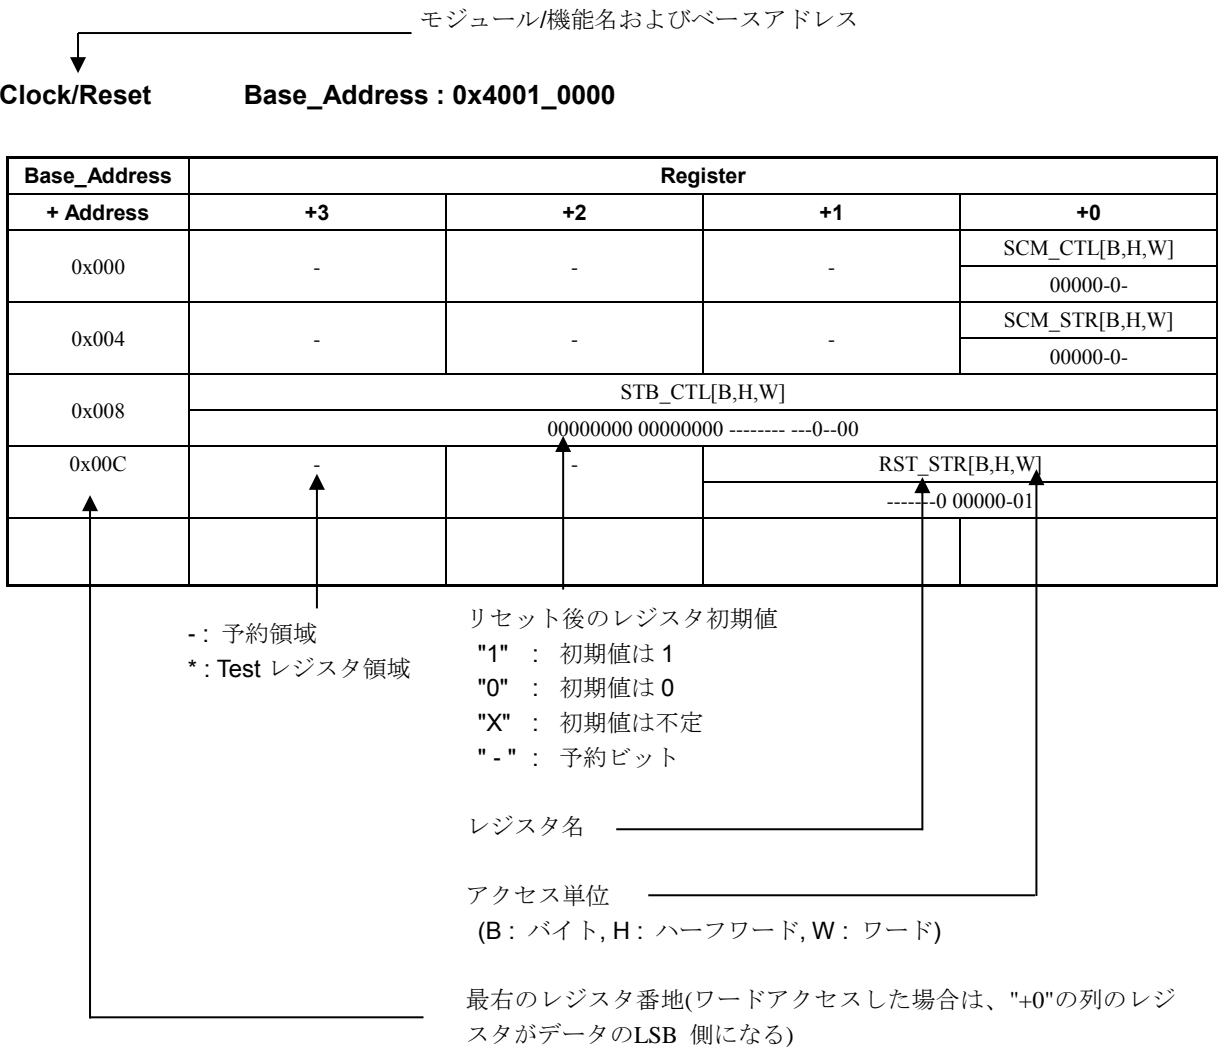 モジュール/機能名およびベースアドレス
Clock/Reset Base_Address : 0x4001_0000
Base_Address Register
+ Address +3 +2 +1 +0
0x000 - - - SCM_CTL[B,H,W]
00000-0-
0x004 - - - SCM_STR[B,H,W]
00000-0-
0x008 STB_CTL[B,H,W]
00000000 00000000 -------- ---0--00
0x00C - - RST_STR[B,H,W]
-------0 00000-01
- : 予約領域
* : Test レジスタ領域
リセット後のレジスタ初期値
"1" : 初期値は 1
"0" : 初期値は 0
"X" : 初期値は不定
" - " : 予約ビット
レジスタ名
アクセス単位
(B : バイト, H : ハーフワード, W : ワード)
最右のレジスタ番地(ワードアクセスした場合は、"+0"の列のレジ
スタがデータのLSB 側になる)